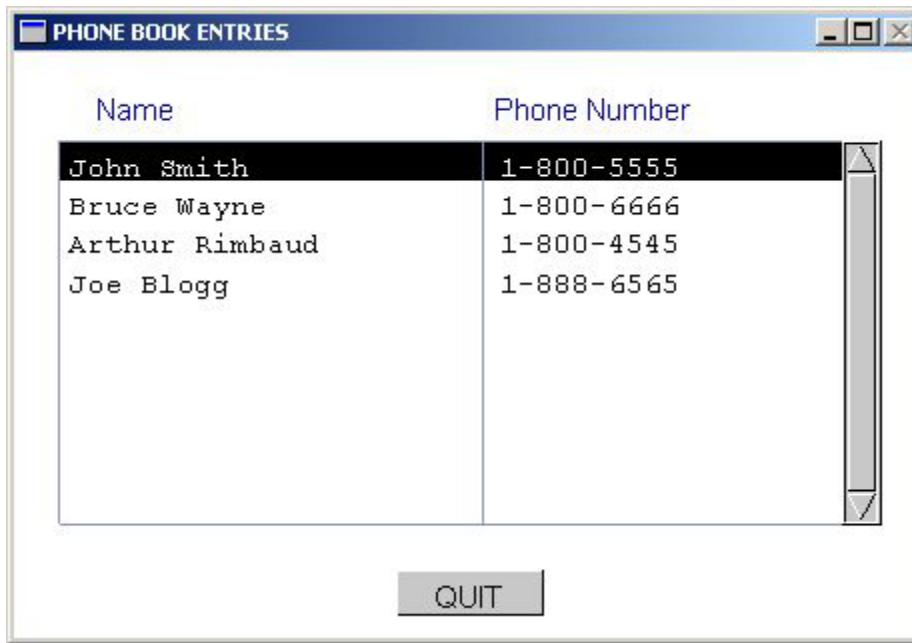 PHONE BOOK ENTRIES
Name Phone Number
John Smith 1-800-5555
Bruce Wayne 1-800-6666
Arthur Rimbaud 1-800-4545
Joe Blogg 1-888-6565
QUIT